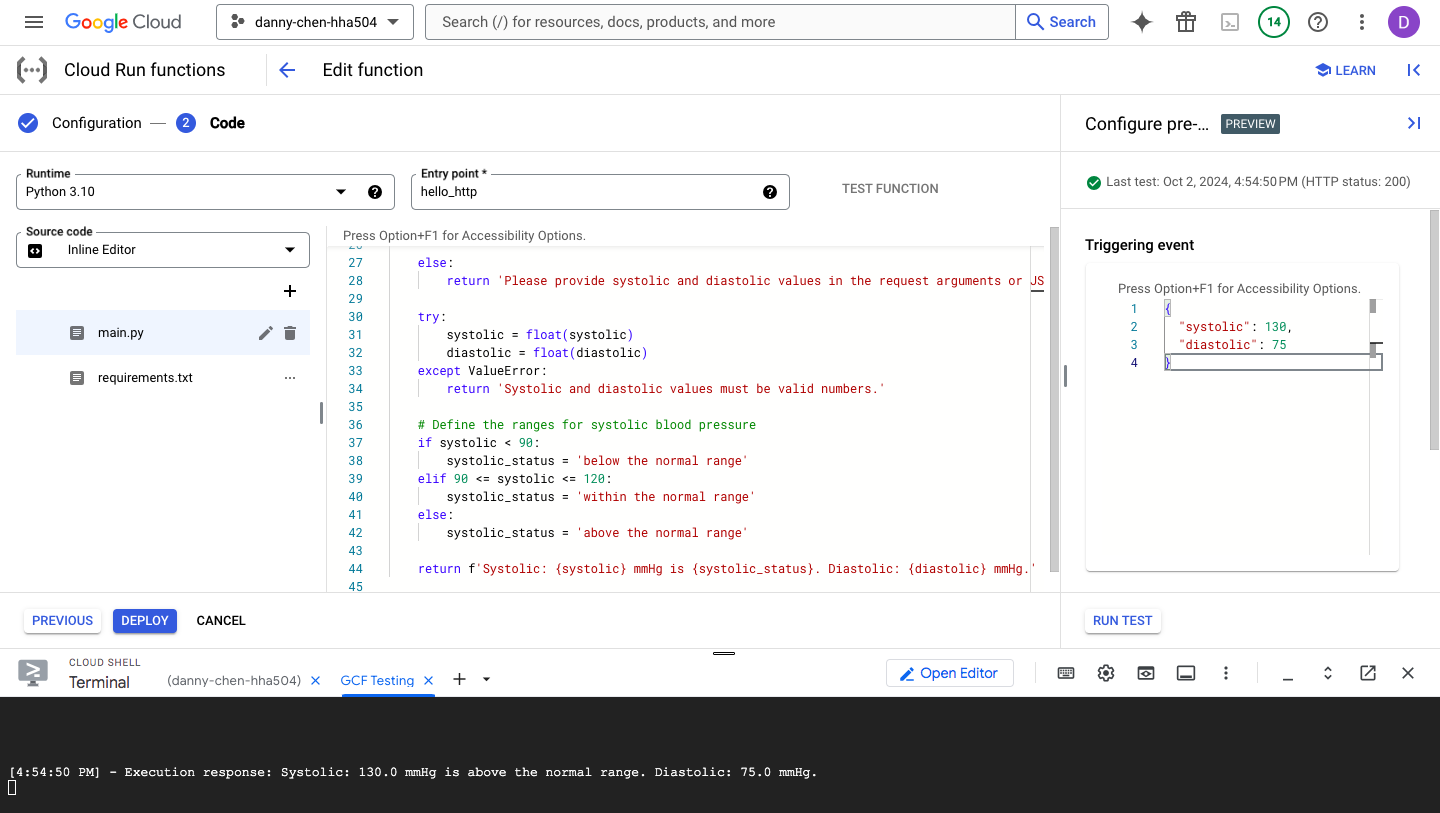 Google Cloud
danny-chen-hha504
Search (/) for resources, docs, products, and more
Search
14
D
Cloud Run functions
Edit function
LEARN
Configuration
2
Code
Configure pre-...
PREVIEW
Runtime
Python 3.10
Entry point *
hello_http
TEST FUNCTION
Last test: Oct 2, 2024, 4:54:50 PM (HTTP status: 200)
Source code
Inline Editor
main.py
requirements.txt
Press Option+F1 for Accessibility Options.
27 else:
28 return 'Please provide systolic and diastolic values in the request arguments or JS
29
30 try:
31 systolic = float(systolic)
32 diastolic = float(diastolic)
33 except ValueError:
34 return 'Systolic and diastolic values must be valid numbers.'
35
36 # Define the ranges for systolic blood pressure
37 if systolic < 90:
38 systolic_status = 'below the normal range'
39 elif 90 <= systolic <= 120:
40 systolic_status = 'within the normal range'
41 else:
42 systolic_status = 'above the normal range'
43
44 return f'Systolic: {systolic} mmHg is {systolic_status}. Diastolic: {diastolic} mmHg.'
45
Triggering event
Press Option+F1 for Accessibility Options.
1 {
2 "systolic": 130,
3 "diastolic": 75
4 }
PREVIOUS
DEPLOY
CANCEL
RUN TEST
CLOUD SHELL
Terminal
(danny-chen-hha504)
GCF Testing
Open Editor
[4:54:50 PM] - Execution response: Systolic: 130.0 mmHg is above the normal range. Diastolic: 75.0 mmHg.